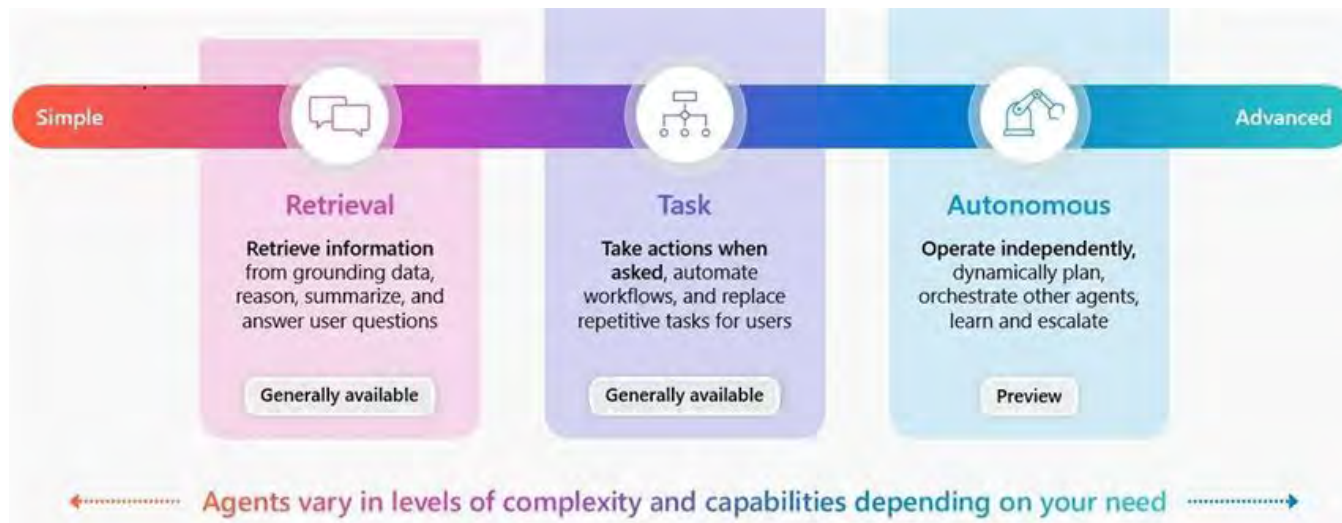 Simple
Advanced
Retrieval
Retrieve information
from grounding data,
reason, summarize, and
answer user questions
Generally available
Task
Take actions when
asked, automate
workflows, and replace
repetitive tasks for users
Generally available
Autonomous
Operate independently,
dynamically plan,
orchestrate other agents,
learn and escalate
Preview
Agents vary in levels of complexity and capabilities depending on your need